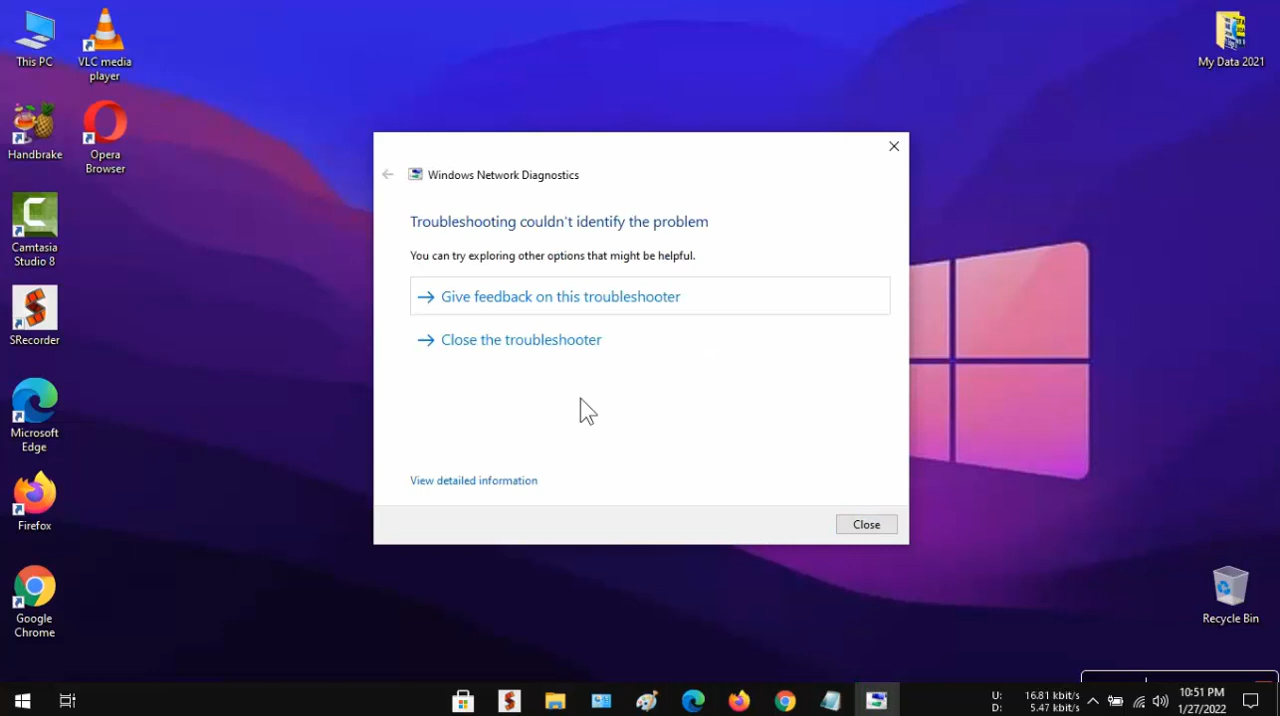 This PC
VLC media
player
My Data 2021
Handbrake
Opera
Browser
Camtasia
Studio 8
SRecorder
Microsoft
Edge
Firefox
Google
Chrome
Windows Network Diagnostics
Troubleshooting couldn't identify the problem
You can try exploring other options that might be helpful.
Give feedback on this troubleshooter
Close the troubleshooter
View detailed information
Close
Recycle Bin
U: 16.81 kbit/s
D: 5.47 kbit/s
10:51 PM
1/27/2022